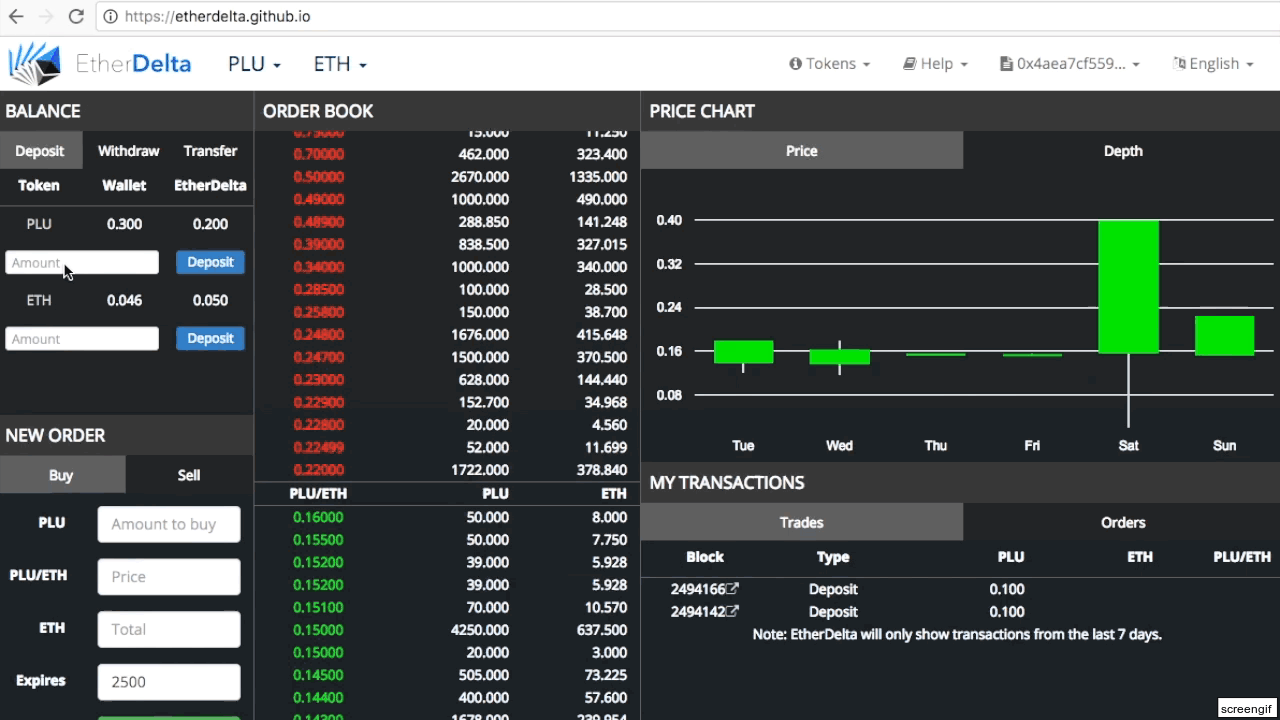 https://etherdelta.github.io
EtherDelta PLU ETH Tokens Help 0x4aea7cf559... English
BALANCE
Deposit Withdraw Transfer
Token Wallet EtherDelta
PLU 0.300 0.200
Amount Deposit
ETH 0.046 0.050
Amount Deposit
NEW ORDER
Buy Sell
PLU Amount to buy
PLU/ETH Price
ETH Total
Expires 2500
ORDER BOOK
0.75000 15.000 11.250
0.70000 462.000 323.400
0.50000 2670.000 1335.000
0.49000 1000.000 490.000
0.48900 288.850 141.248
0.39000 838.500 327.015
0.34000 1000.000 340.000
0.28500 100.000 28.500
0.25800 150.000 38.700
0.24800 1676.000 415.648
0.24700 1500.000 370.500
0.23000 628.000 144.440
0.22900 152.700 34.968
0.22800 20.000 4.560
0.22499 52.000 11.699
0.22000 1722.000 378.840
PLU/ETH PLU ETH
0.16000 50.000 8.000
0.15500 50.000 7.750
0.15200 39.000 5.928
0.15200 39.000 5.928
0.15100 70.000 10.570
0.15000 4250.000 637.500
0.15000 20.000 3.000
0.14500 505.000 73.225
0.14400 400.000 57.600
0.14300 1678.000 239.954
PRICE CHART
Price Depth
0.40
0.32
0.24
0.16
0.08
Tue Wed Thu Fri Sat Sun
MY TRANSACTIONS
Trades Orders
Block Type PLU ETH PLU/ETH
2494166 Deposit 0.100
2494142 Deposit 0.100
Note: EtherDelta will only show transactions from the last 7 days.
screengif